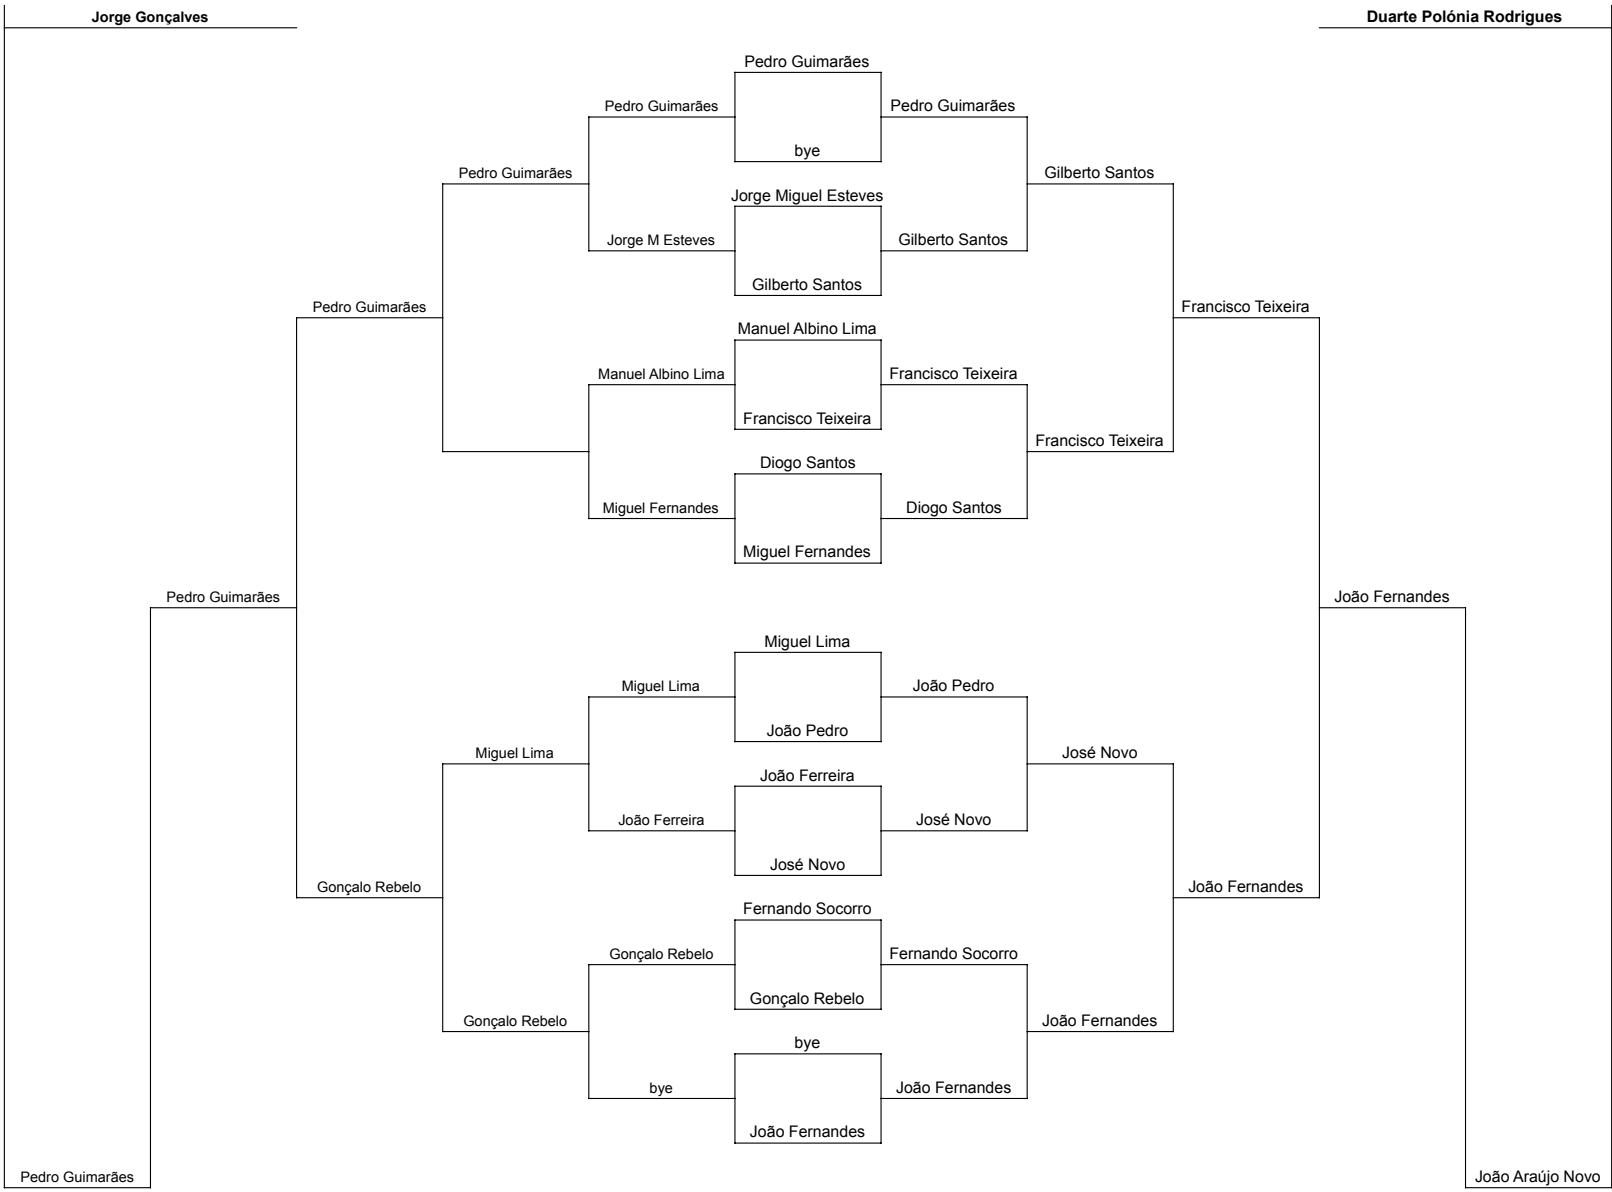 Jorge Gonçalves
Duarte Polónia Rodrigues
Pedro Guimarães
Pedro Guimarães
Pedro Guimarães
bye
Pedro Guimarães
Gilberto Santos
Jorge Miguel Esteves
Jorge M Esteves
Gilberto Santos
Gilberto Santos
Pedro Guimarães
Francisco Teixeira
Manuel Albino Lima
Manuel Albino Lima
Francisco Teixeira
Francisco Teixeira
Francisco Teixeira
Diogo Santos
Miguel Fernandes
Diogo Santos
Miguel Fernandes
Pedro Guimarães
João Fernandes
Miguel Lima
Miguel Lima
João Pedro
João Pedro
Miguel Lima
José Novo
João Ferreira
João Ferreira
José Novo
José Novo
Gonçalo Rebelo
João Fernandes
Fernando Socorro
Gonçalo Rebelo
Fernando Socorro
Gonçalo Rebelo
Gonçalo Rebelo
João Fernandes
bye
bye
João Fernandes
João Fernandes
Pedro Guimarães
João Araújo Novo